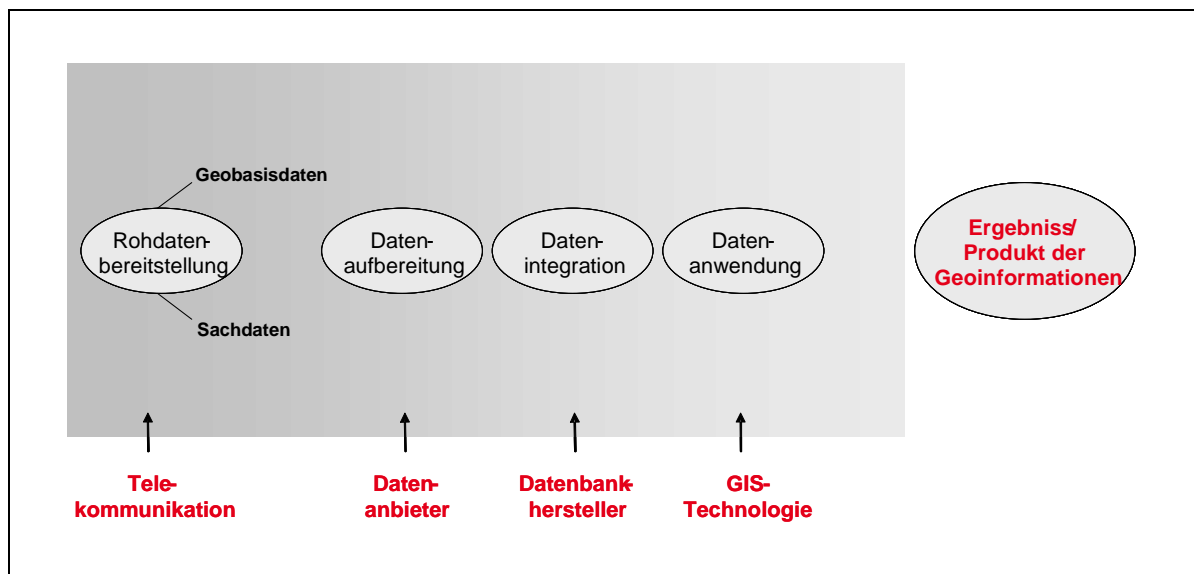 Geobasisdaten
Rohdaten-
bereitstellung
Sachdaten
Daten-
aufbereitung
Daten-
integration
Daten-
anwendung
Ergebniss/
Produkt der
Geoinformationen
Tele-
kommunikation
Daten-
anbieter
Datenbank-
hersteller
GIS-
Technologie